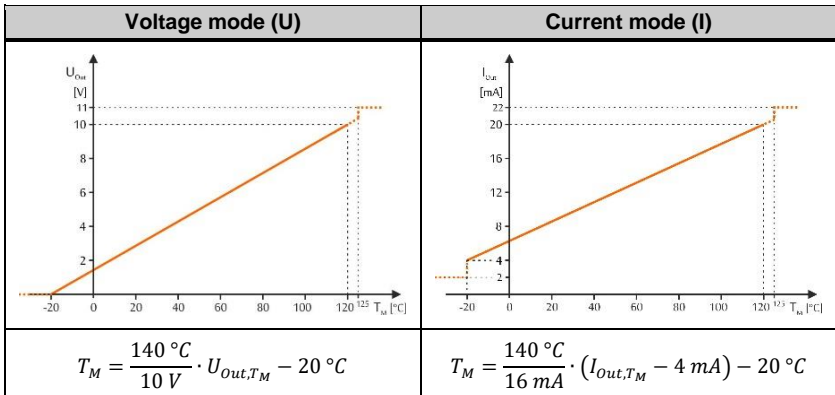 Voltage mode (U)
Current mode (I)
U_Out
[V]
11
10
8
6
4
2
-20 0 20 40 60 80 100 120 125 T_M [°C]
I_Out
[mA]
22
20
16
12
8
4
2
-20 0 20 40 60 80 100 120 125 T_M [°C]
T_M = 140 °C / 10 V · U_Out,T_M − 20 °C
T_M = 140 °C / 16 mA · (I_Out,T_M − 4 mA) − 20 °C